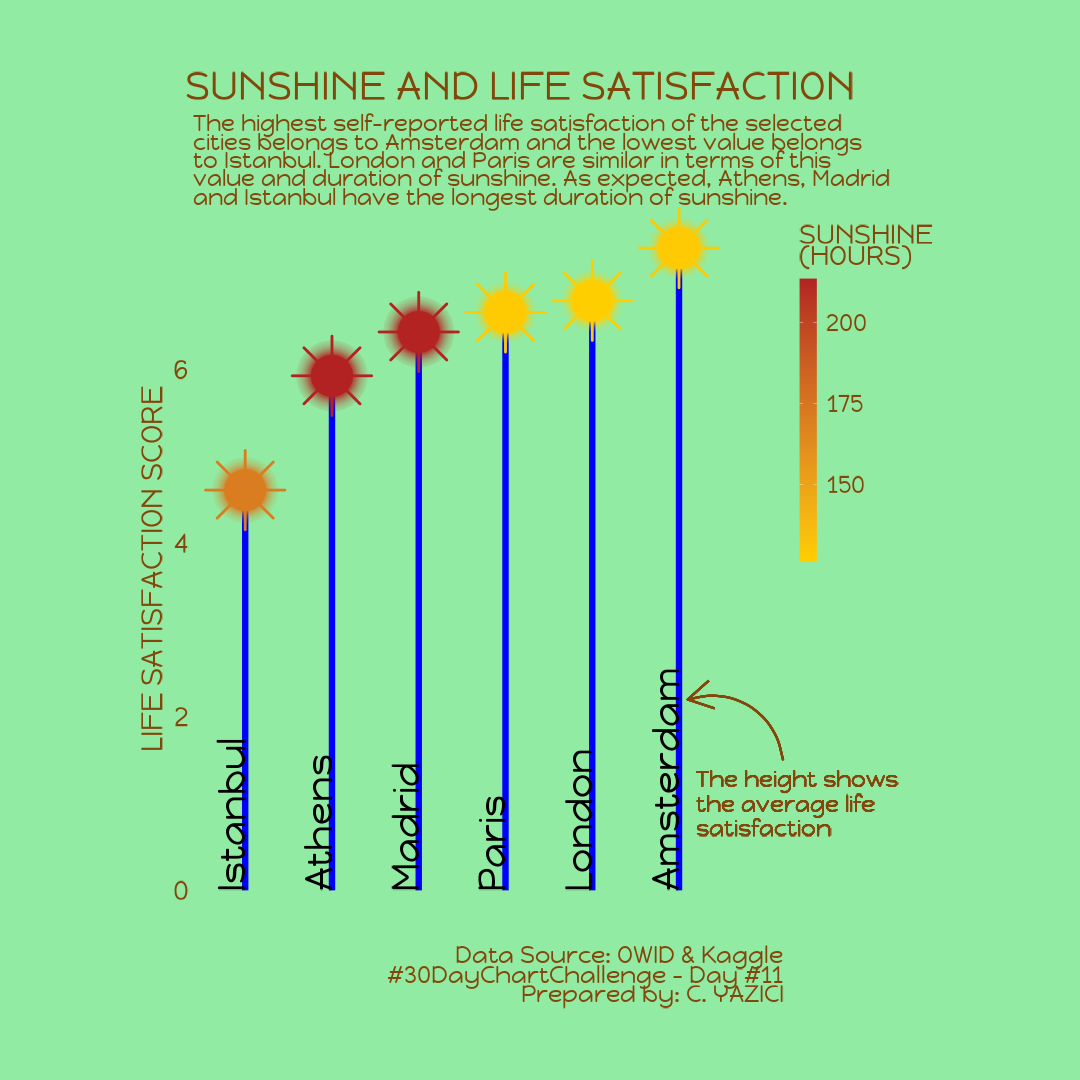 SUNSHINE AND LIFE SATISFACTION
The highest self-reported life satisfaction of the selected
cities belongs to Amsterdam and the lowest value belongs
to Istanbul. London and Paris are similar in terms of this
value and duration of sunshine. As expected, Athens, Madrid
and Istanbul have the longest duration of sunshine.
SUNSHINE
(HOURS)
200
175
150
LIFE SATISFACTION SCORE
6
4
2
0
Istanbul
Athens
Madrid
Paris
London
Amsterdam
The height shows
the average life
satisfaction
Data Source: OWID & Kaggle
#30DayChartChallenge - Day #11
Prepared by: C. YAZICI